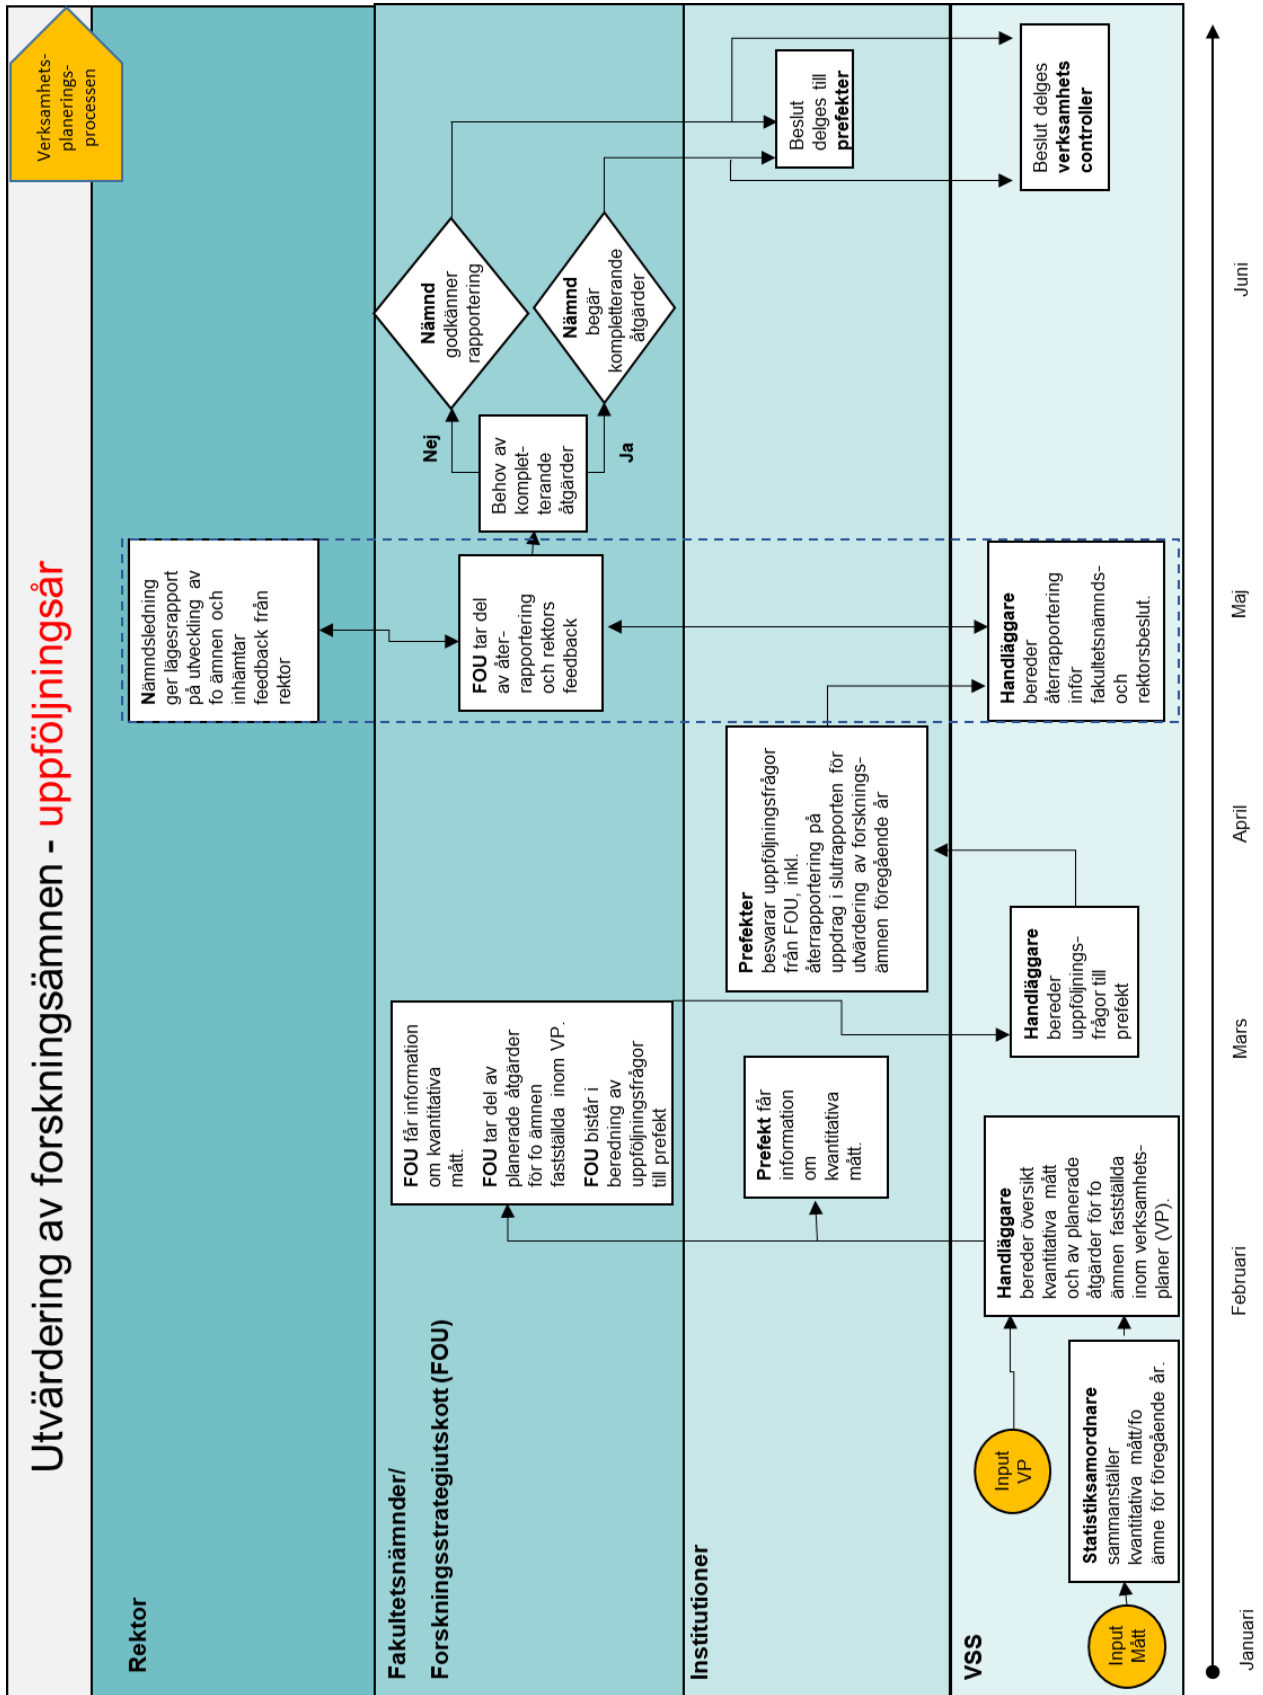 Utvärdering av forskningsämnen - uppföljningsår
Verksamhets-
planerings-
processen
Rektor
Nämndsledning
ger lägesrapport
på utveckling av
fo ämnen och
inhämtar
feedback från
rektor
Fakultetsnämnder/
Forskningsstrategiutskott (FOU)
FOU får information
om kvantitativa
mått.
FOU tar del av
planerade åtgärder
för fo ämnen
fastställda inom VP.
FOU bistår i
beredning av
uppföljningsfrågor
till prefekt
FOU tar del
av åter-
rapportering
och rektors
feedback
Behov av
komplet-
terande
åtgärder
Nej
Ja
Nämnd
godkänner
rapportering
Nämnd
begär
kompletterande
åtgärder
Institutioner
Prefekt får
information
om
kvantitativa
mått.
Prefekter
besvarar uppföljningsfrågor
från FOU, inkl.
återrapportering på
uppdrag i slutrapporten för
utvärdering av forsknings-
ämnen föregående år
Beslut
delges till
prefekter
VSS
Input
Mått
Statistiksamordnare
sammanställer
kvantitativa mått/fo
ämne för föregående år.
Input
VP
Handläggare
bereder översikt
kvantitativa mått
och av planerade
åtgärder för fo
ämnen fastställda
inom verksamhets-
planer (VP).
Handläggare
bereder
uppföljnings-
frågor till
prefekt
Handläggare
bereder
återrapportering
inför
fakultetsnämnds-
och
rektorsbeslut.
Beslut delges
verksamhets
controller
Januari
Februari
Mars
April
Maj
Juni